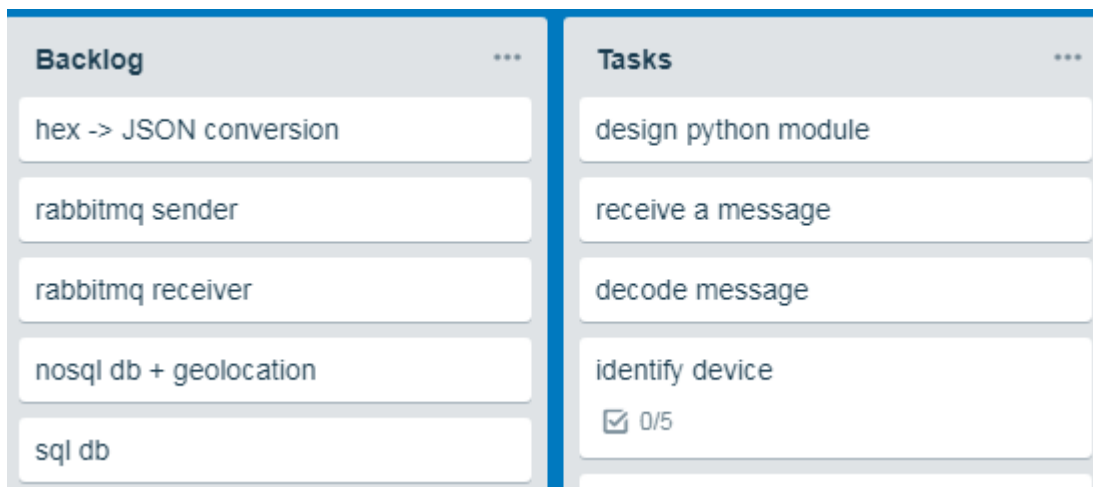 Backlog
hex -> JSON conversion
rabbitmq sender
rabbitmq receiver
nosql db + geolocation
sql db
Tasks
design python module
receive a message
decode message
identify device
0/5